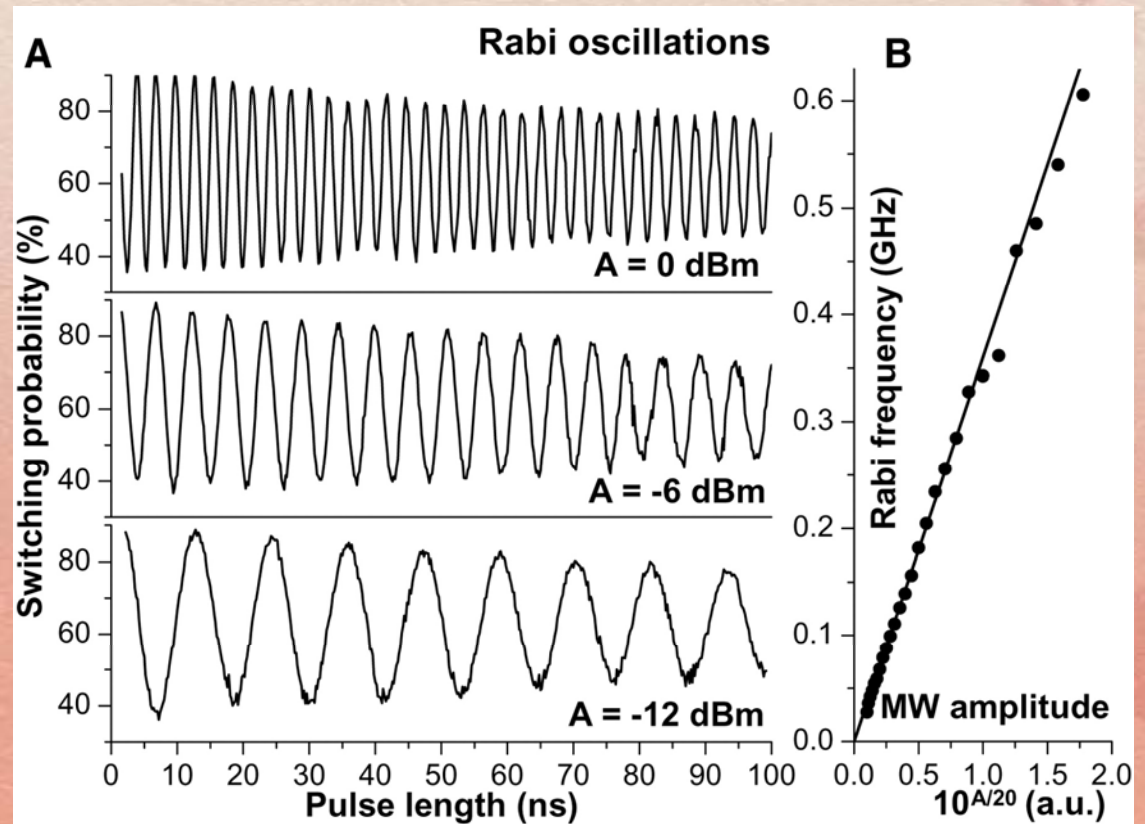 A
Rabi oscillations
B
Switching probability (%)
80
60
40
A = 0 dBm
80
60
40
A = -6 dBm
80
60
40
A = -12 dBm
0 10 20 30 40 50 60 70 80 90 100
Pulse length (ns)
Rabi frequency (GHz)
0.6
0.5
0.4
0.3
0.2
0.1
0.0
MW amplitude
0.0 0.5 1.0 1.5 2.0
10^A/20 (a.u.)